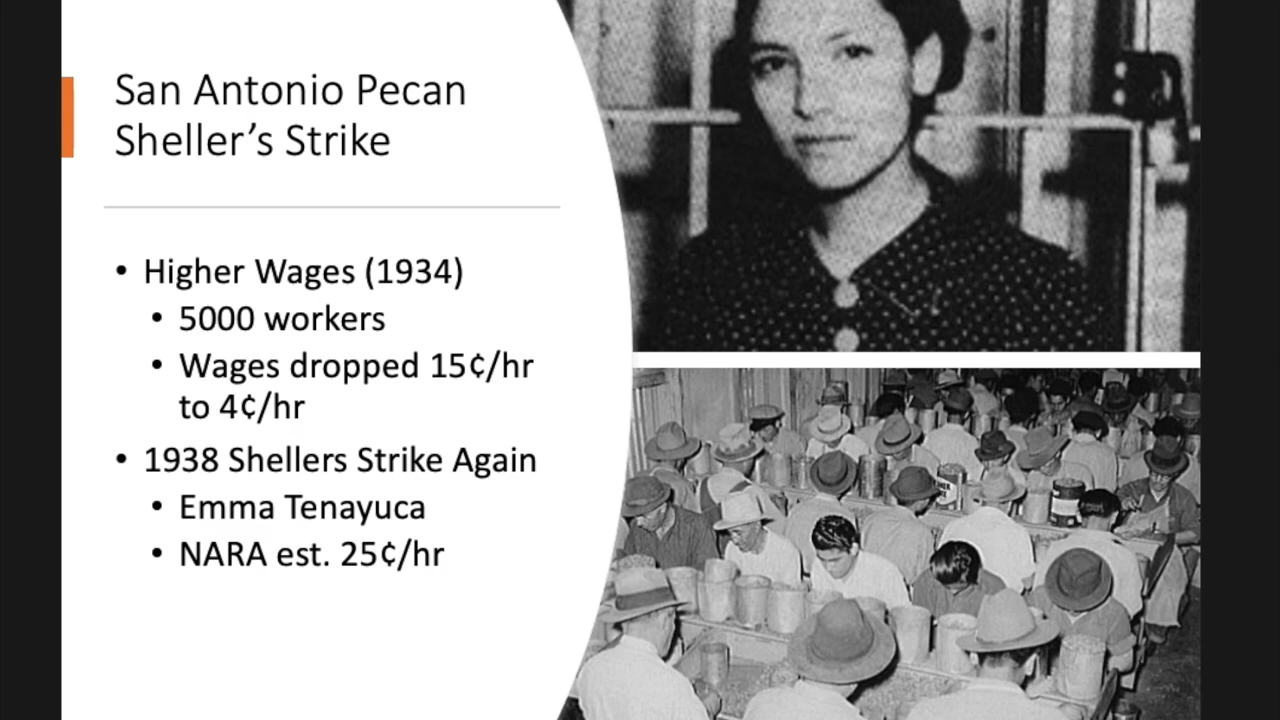 San Antonio Pecan
Sheller’s Strike
• Higher Wages (1934)
• 5000 workers
• Wages dropped 15¢/hr
to 4¢/hr
• 1938 Shellers Strike Again
• Emma Tenayuca
• NARA est. 25¢/hr